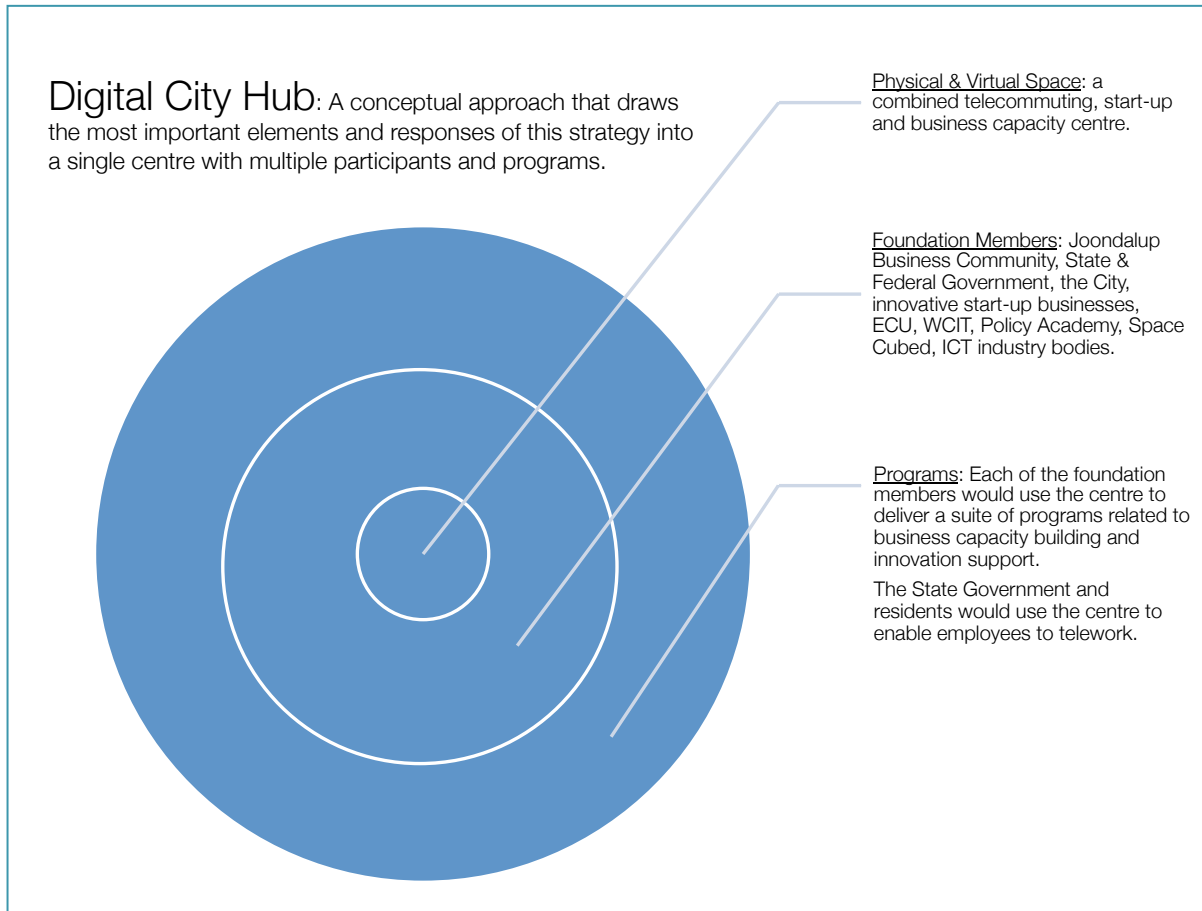 Digital City Hub: A conceptual approach that draws
the most important elements and responses of this strategy into
a single centre with multiple participants and programs.
Physical & Virtual Space: a
combined telecommuting, start-up
and business capacity centre.
Foundation Members: Joondalup
Business Community, State &
Federal Government, the City,
innovative start-up businesses,
ECU, WCIT, Policy Academy, Space
Cubed, ICT industry bodies.
Programs: Each of the foundation
members would use the centre to
deliver a suite of programs related to
business capacity building and
innovation support.
The State Government and
residents would use the centre to
enable employees to telework.